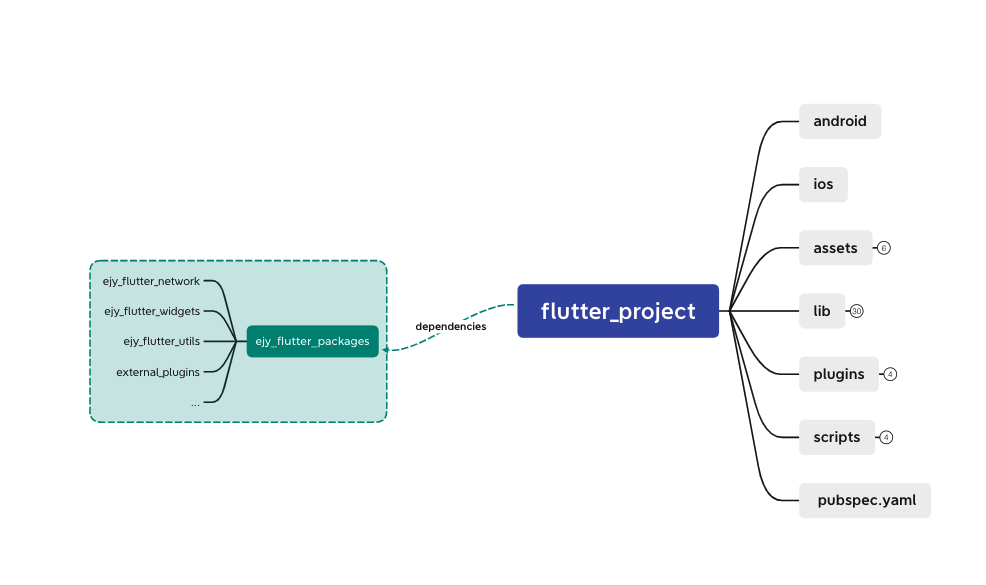 android
ios
assets
6
ejy_flutter_network
ejy_flutter_widgets
ejy_flutter_utils
external_plugins
...
ejy_flutter_packages
dependencies
flutter_project
lib
30
plugins
4
scripts
4
pubspec.yaml